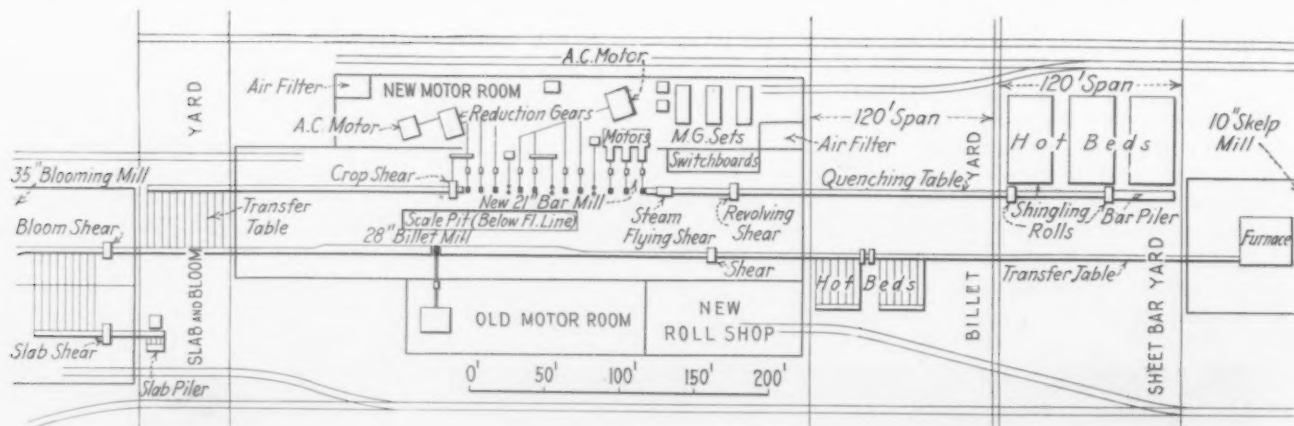 A.C. Motor
Air Filter
NEW MOTOR ROOM
Reduction Gears
A.C. Motor
Motors
M.G. Sets
Switchboards
Air Filter
120' Span
120' Span
YARD
YARD
Hot Beds
10" Skelp
Mill
35" Blooming Mill
Crop Shear
Quenching Table
Bloom Shear
Transfer
Table
New 21" Bar Mill
Scale Pit (Below Fl. Line)
28" Billet Mill
Steam
Flying Shear
Revolving
Shear
Shingling
Rolls
Bar Piler
Furnace
Shear
Transfer Table
Hot Beds
SLAB AND BLOOM
OLD MOTOR ROOM
NEW
ROLL SHOP
BILLET
SHEET BAR YARD
Slab Shear
Slab Piler
0' 50' 100' 150' 200'